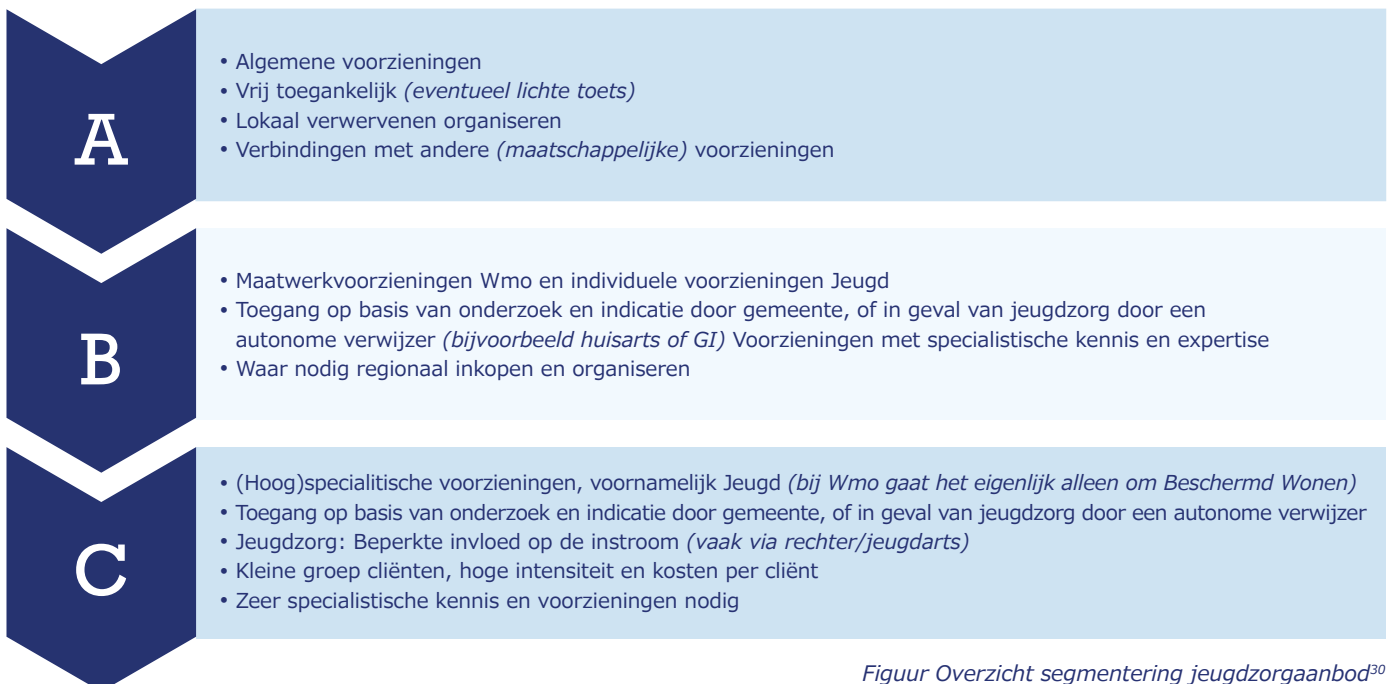 A
• Algemene voorzieningen
• Vrij toegankelijk (eventueel lichte toets)
• Lokaal verwervenen organiseren
• Verbindingen met andere (maatschappelijke) voorzieningen
B
• Maatwerkvoorzieningen Wmo en individuele voorzieningen Jeugd
• Toegang op basis van onderzoek en indicatie door gemeente, of in geval van jeugdzorg door een
autonome verwijzer (bijvoorbeeld huisarts of GI) Voorzieningen met specialistische kennis en expertise
• Waar nodig regionaal inkopen en organiseren
C
• (Hoog)specialitische voorzieningen, voornamelijk Jeugd (bij Wmo gaat het eigenlijk alleen om Beschermd Wonen)
• Toegang op basis van onderzoek en indicatie door gemeente, of in geval van jeugdzorg door een autonome verwijzer
• Jeugdzorg: Beperkte invloed op de instroom (vaak via rechter/jeugdarts)
• Kleine groep cliënten, hoge intensiteit en kosten per cliënt
• Zeer specialistische kennis en voorzieningen nodig
Figuur Overzicht segmentering jeugdzorgaanbod³⁰